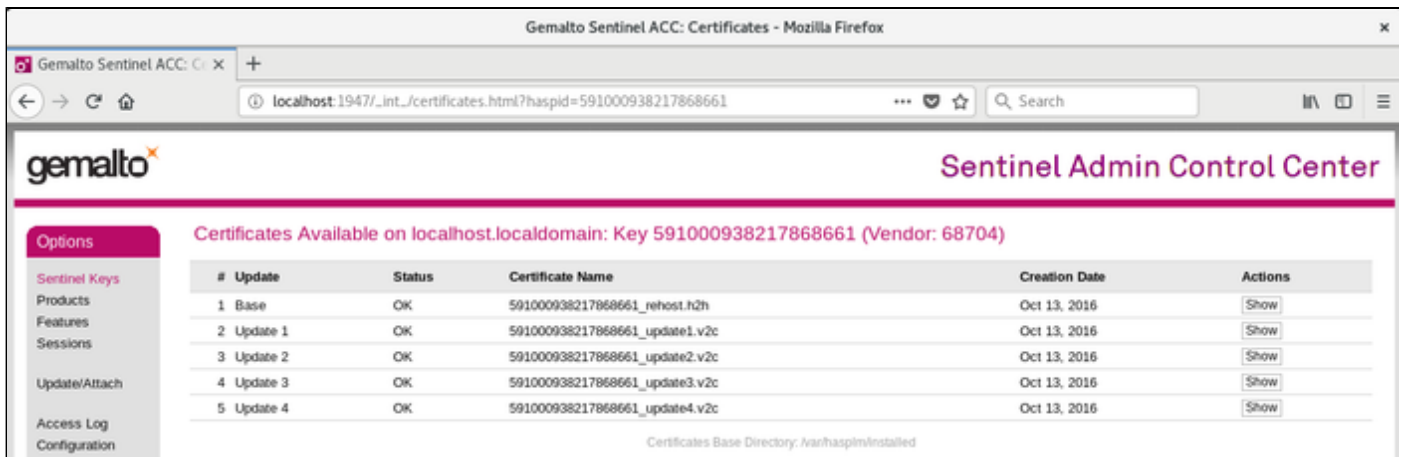 Gemalto Sentinel ACC: Certificates - Mozilla Firefox
Gemalto Sentinel ACC: Ce
localhost:1947/_int_/certificates.html?haspid=591000938217868661
Search
gemalto
Sentinel Admin Control Center
Options
Certificates Available on localhost.localdomain: Key 591000938217868661 (Vendor: 68704)
Sentinel Keys
Products
Features
Sessions
Update/Attach
Access Log
Configuration
# Update Status Certificate Name Creation Date Actions
1 Base OK 591000938217868661_rehost.h2h Oct 13, 2016 Show
2 Update 1 OK 591000938217868661_update1.v2c Oct 13, 2016 Show
3 Update 2 OK 591000938217868661_update2.v2c Oct 13, 2016 Show
4 Update 3 OK 591000938217868661_update3.v2c Oct 13, 2016 Show
5 Update 4 OK 591000938217868661_update4.v2c Oct 13, 2016 Show
Certificates Base Directory: /var/hasplm/installed